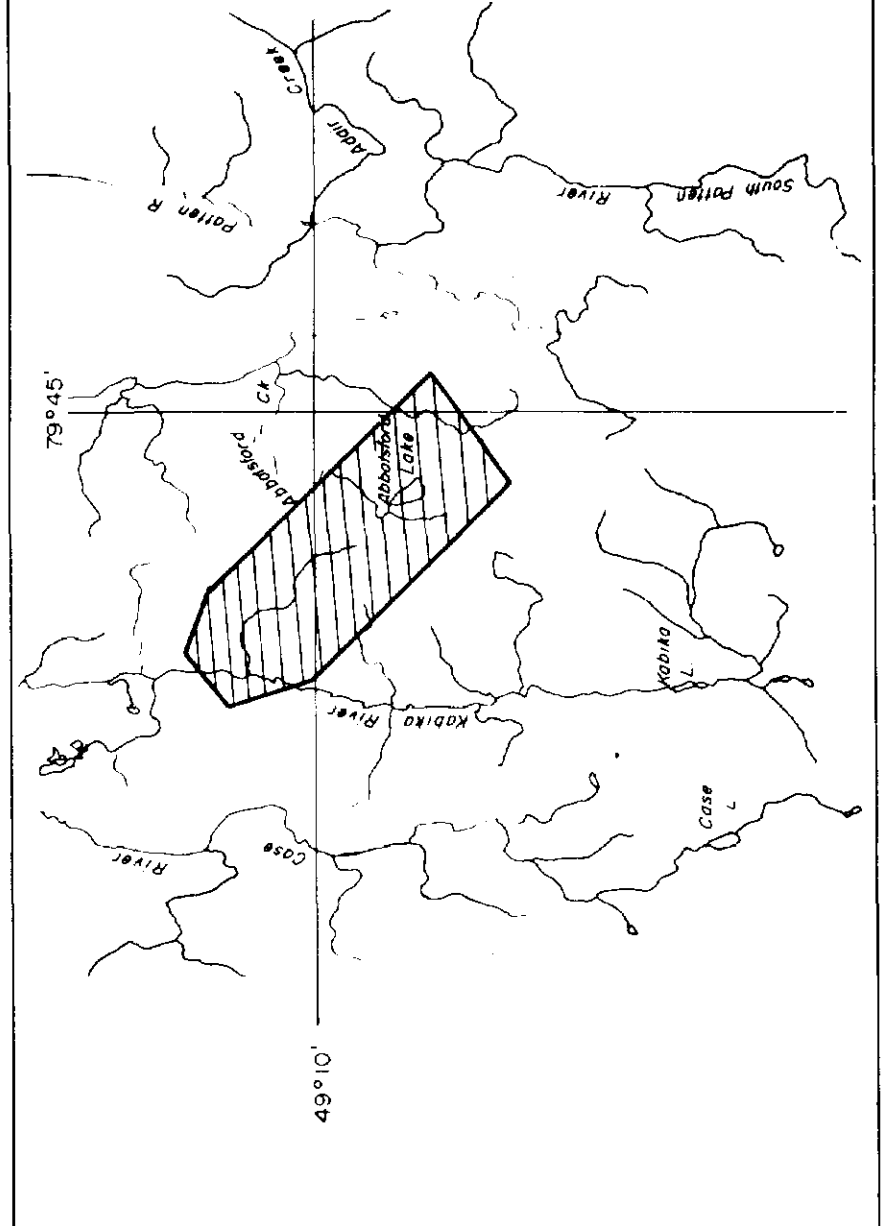 79°45'
49°10'
Creek
Adair
Patten
R
River
South Patten
Abbotsford
Ck
Abbotsford
Lake
Kabika
River
Kabika
L
River
Case
Case
L